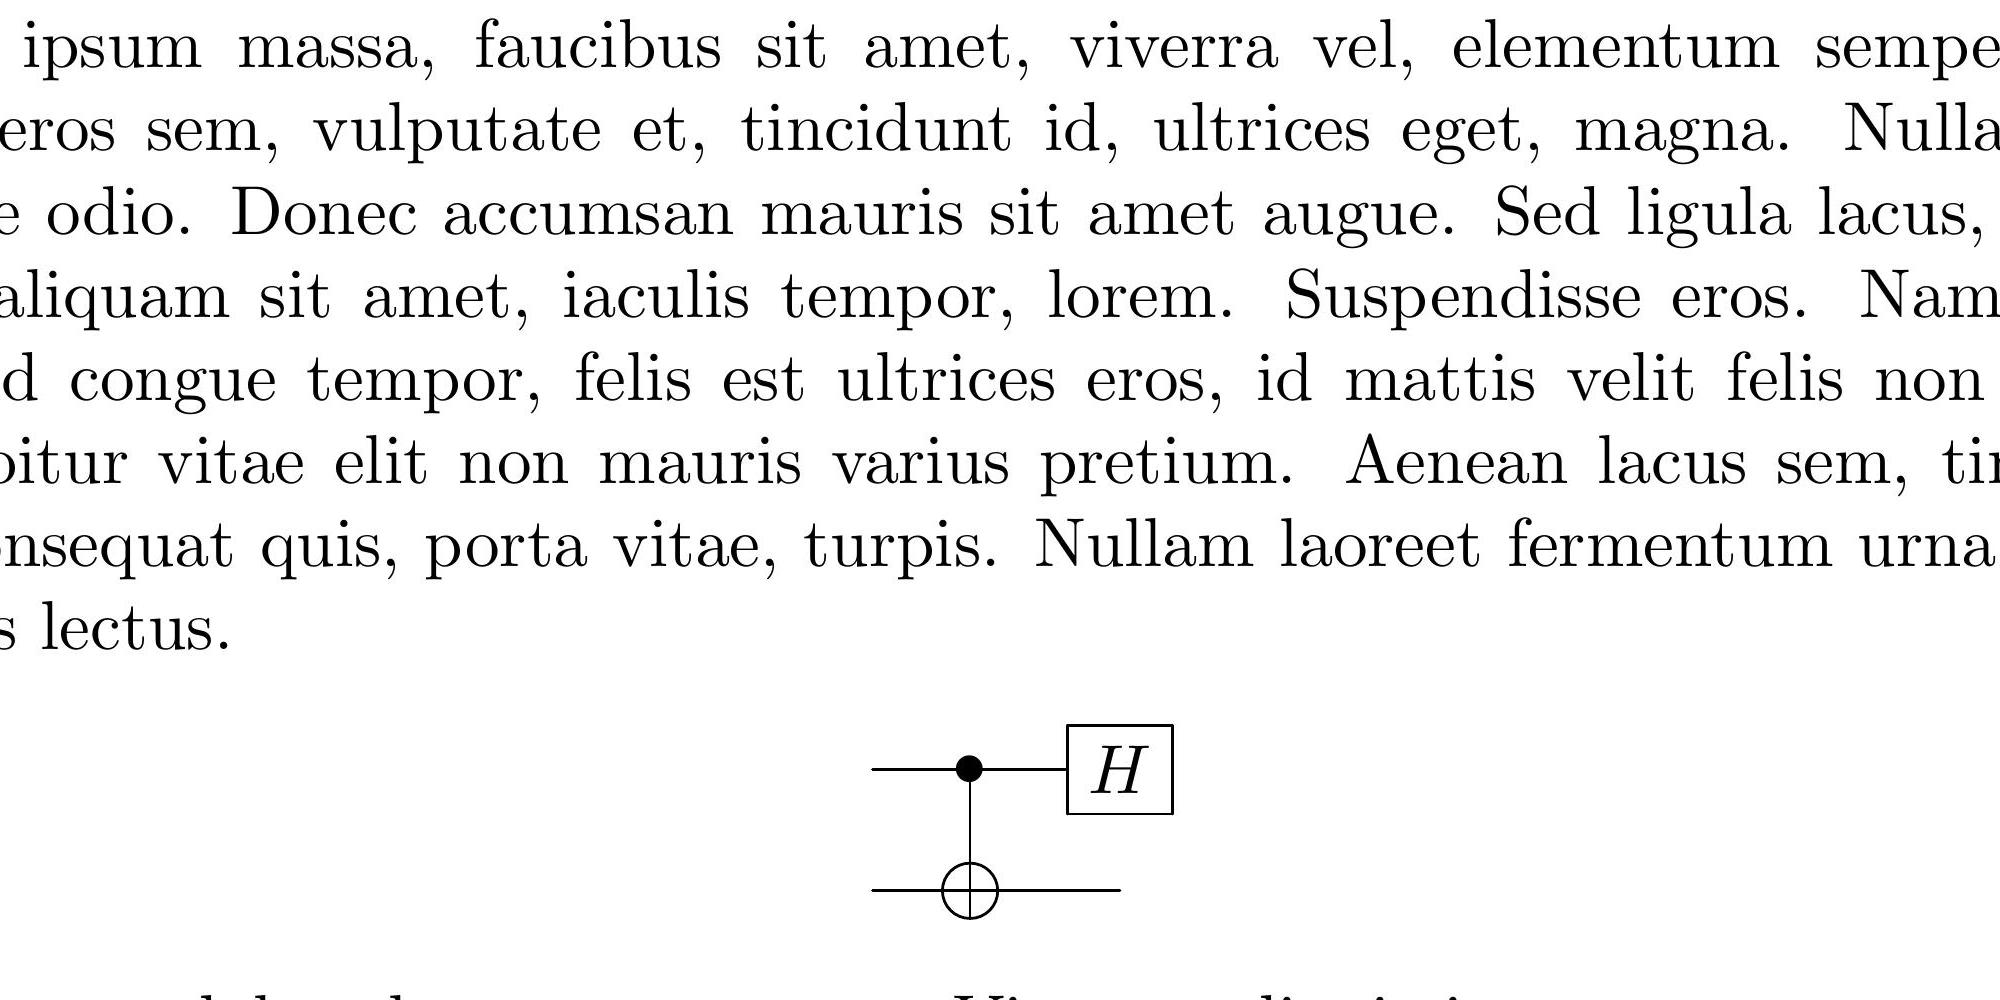 ipsum massa, faucibus sit amet, viverra vel, elementum sempe
eros sem, vulputate et, tincidunt id, ultrices eget, magna. Nulla
e odio. Donec accumsan mauris sit amet augue. Sed ligula lacus,
aliquam sit amet, iaculis tempor, lorem. Suspendisse eros. Nam
d congue tempor, felis est ultrices eros, id mattis velit felis non
bitur vitae elit non mauris varius pretium. Aenean lacus sem, tin
onsequat quis, porta vitae, turpis. Nullam laoreet fermentum urna
s lectus.
H